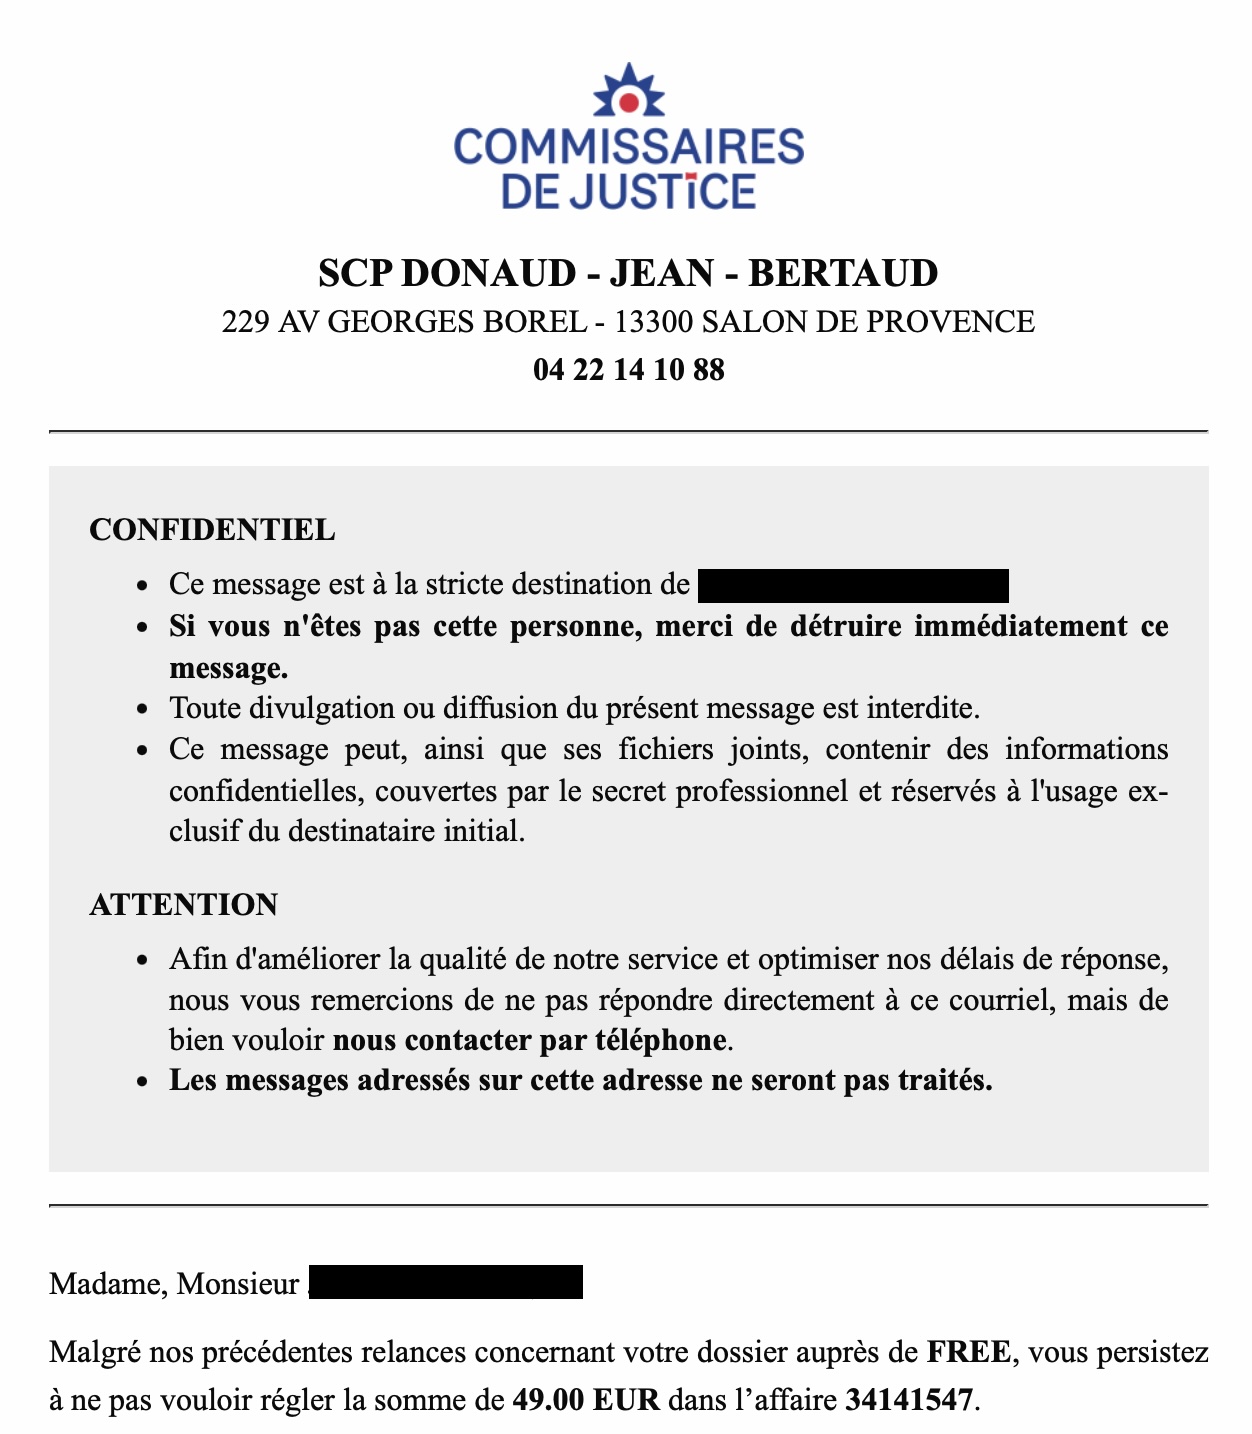 COMMISSAIRES
DE JUSTICE
SCP DONAUD - JEAN - BERTAUD
229 AV GEORGES BOREL - 13300 SALON DE PROVENCE
04 22 14 10 88
CONFIDENTIEL
• Ce message est à la stricte destination de
• Si vous n'êtes pas cette personne, merci de détruire immédiatement ce
message.
• Toute divulgation ou diffusion du présent message est interdite.
• Ce message peut, ainsi que ses fichiers joints, contenir des informations
confidentielles, couvertes par le secret professionnel et réservés à l'usage ex-
clusif du destinataire initial.
ATTENTION
• Afin d'améliorer la qualité de notre service et optimiser nos délais de réponse,
nous vous remercions de ne pas répondre directement à ce courriel, mais de
bien vouloir nous contacter par téléphone.
• Les messages adressés sur cette adresse ne seront pas traités.
Madame, Monsieur
Malgré nos précédentes relances concernant votre dossier auprès de FREE, vous persistez
à ne pas vouloir régler la somme de 49.00 EUR dans l’affaire 34141547.